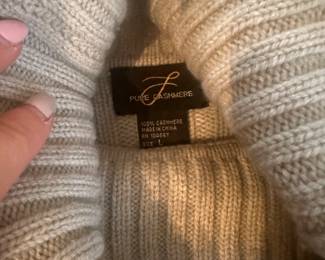 PURE CASHMERE
100% CASHMERE
MADE IN CHINA
SIZE L